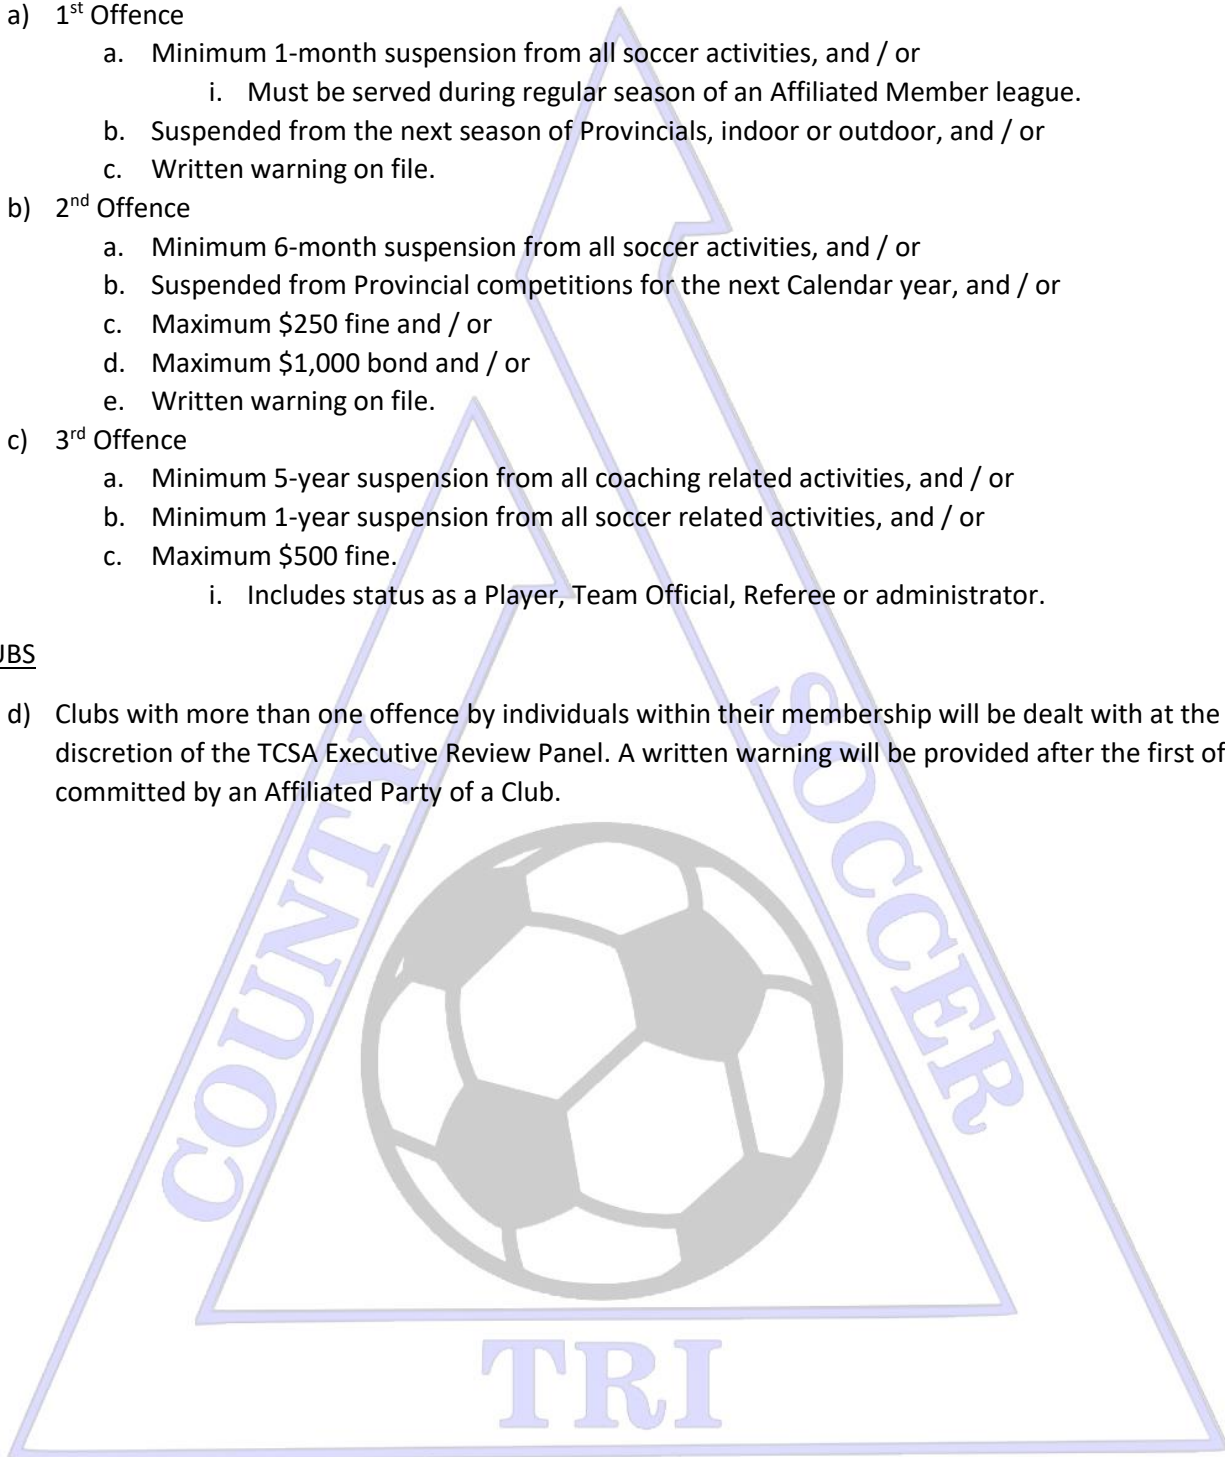 a) 1st Offence
a. Minimum 1-month suspension from all soccer activities, and / or
i. Must be served during regular season of an Affiliated Member league.
b. Suspended from the next season of Provincials, indoor or outdoor, and / or
c. Written warning on file.
b) 2nd Offence
a. Minimum 6-month suspension from all soccer activities, and / or
b. Suspended from Provincial competitions for the next Calendar year, and / or
c. Maximum $250 fine and / or
d. Maximum $1,000 bond and / or
e. Written warning on file.
c) 3rd Offence
a. Minimum 5-year suspension from all coaching related activities, and / or
b. Minimum 1-year suspension from all soccer related activities, and / or
c. Maximum $500 fine.
i. Includes status as a Player, Team Official, Referee or administrator.
UBS
d) Clubs with more than one offence by individuals within their membership will be dealt with at the
discretion of the TCSA Executive Review Panel. A written warning will be provided after the first of
committed by an Affiliated Party of a Club.
COUNTY
SOCCER
TRI